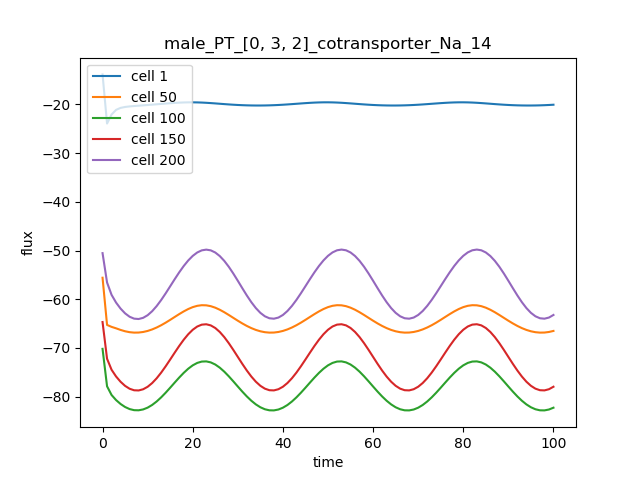 male_PT_[0, 3, 2]_cotransporter_Na_14
cell 1
cell 50
cell 100
cell 150
cell 200
−20
−30
−40
−50
−60
−70
−80
flux
0 20 40 60 80 100
time